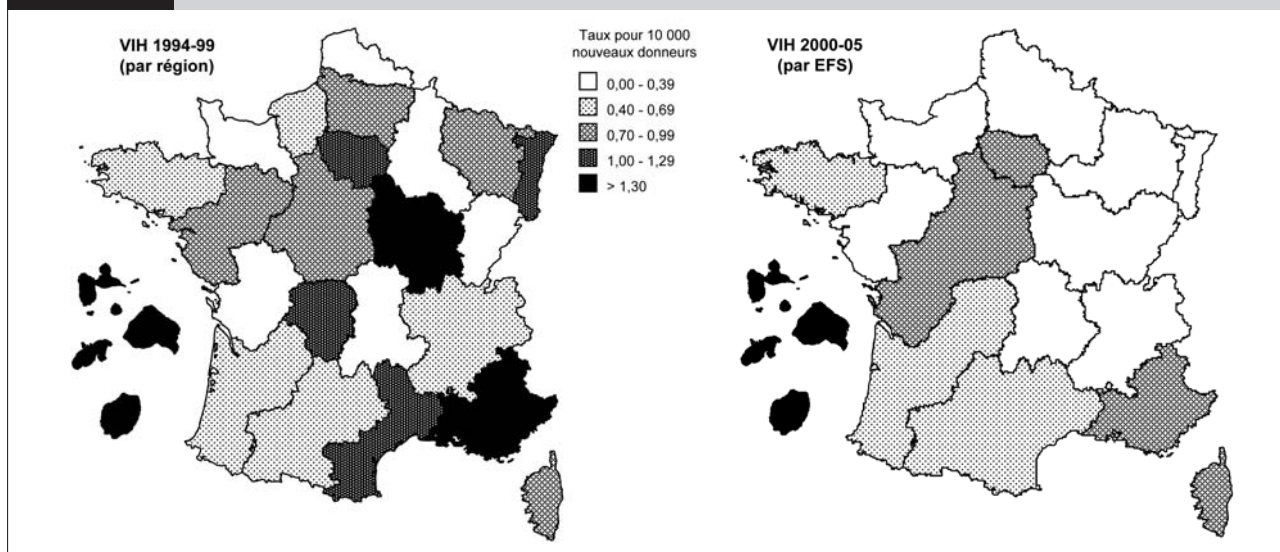 VIH 1994-99
(par région)
Taux pour 10 000
nouveaux donneurs
0,00 - 0,39
0,40 - 0,69
0,70 - 0,99
1,00 - 1,29
> 1,30
VIH 2000-05
(par EFS)